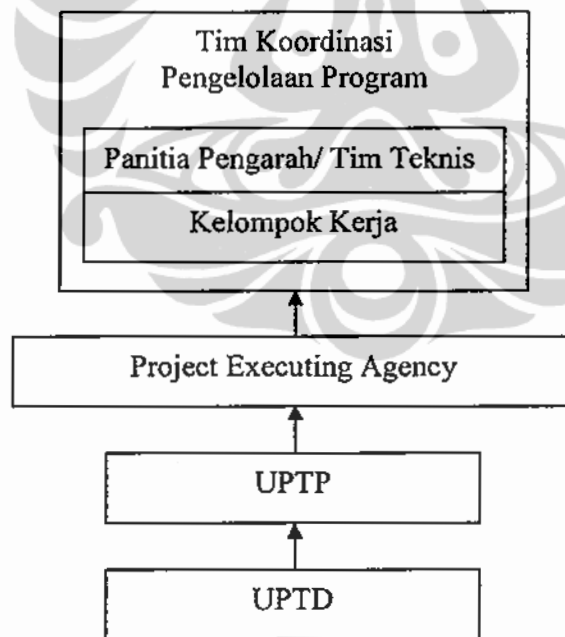 Tim Koordinasi
Pengelolaan Program
Panitia Pengarah/ Tim Teknis
Kelompok Kerja
Project Executing Agency
UPTP
UPTD